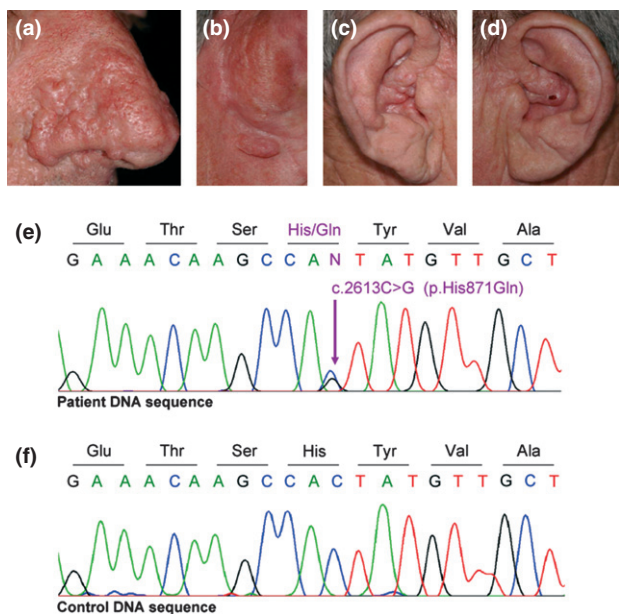 (a) (b) (c) (d)
(e) Glu Thr Ser His/Gln Tyr Val Ala
G A A A C A A G C C A N T A T G T T G C T
c.2613C>G (p.His871Gln)
Patient DNA sequence
(f) Glu Thr Ser His Tyr Val Ala
G A A A C A A G C C A C T A T G T T G C T
Control DNA sequence